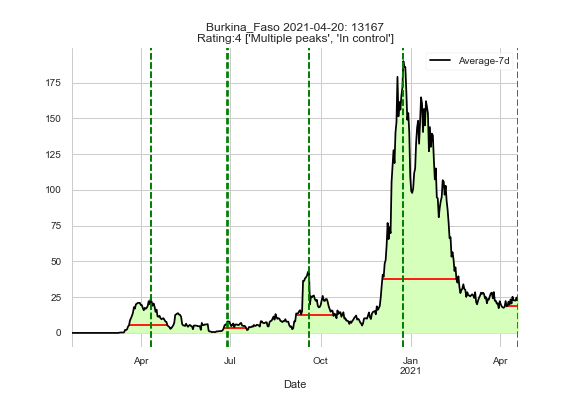 Burkina_Faso 2021-04-20: 13167
Rating:4 ['Multiple peaks', 'In control']
Average-7d
175
150
125
100
75
50
25
0
Apr
Jul
Oct
Jan
2021
Apr
Date